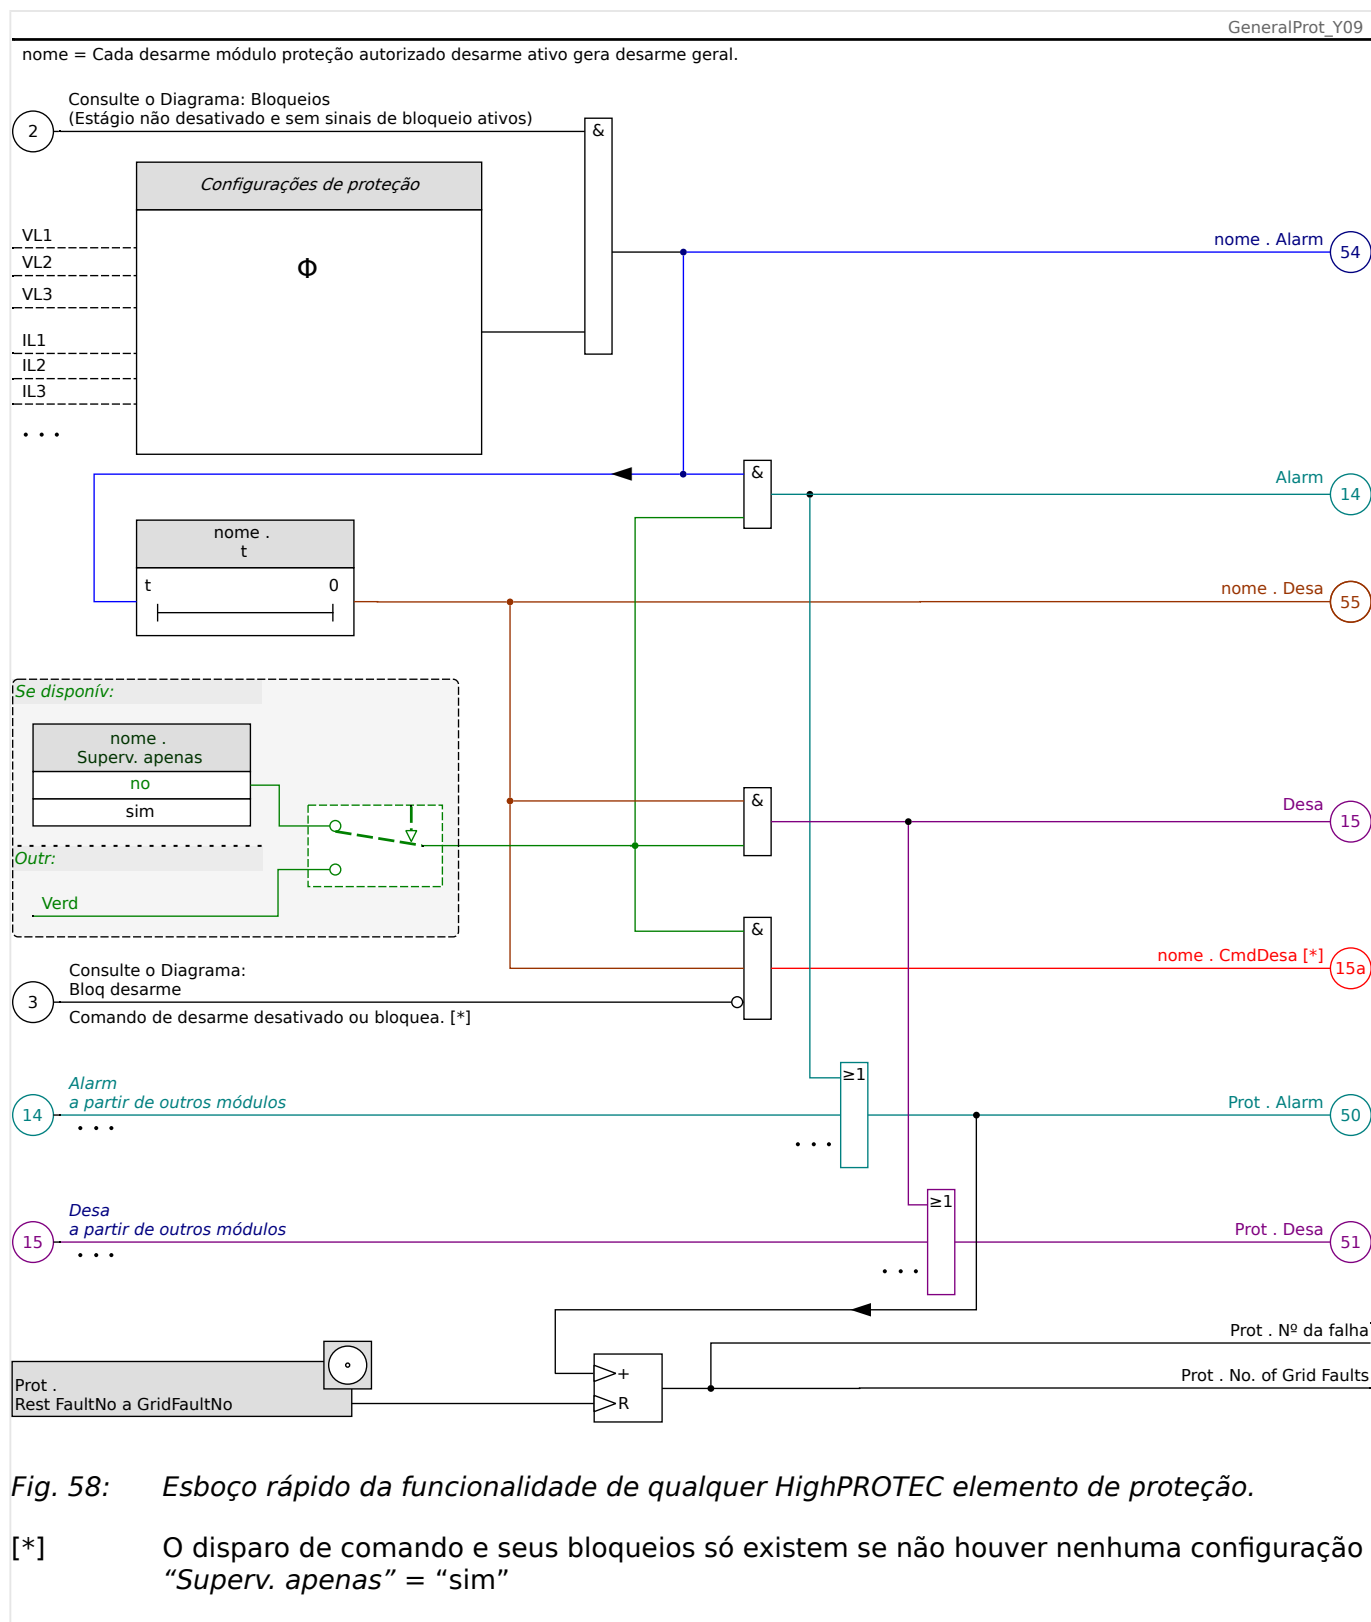 GeneralProt_Y09
nome = Cada desarme módulo proteção autorizado desarme ativo gera desarme geral.
Consulte o Diagrama: Bloqueios
(Estágio não desativado e sem sinais de bloqueio ativos)
2
&
Configurações de proteção
Φ
VL1
VL2
VL3
IL1
IL2
IL3
. . .
nome . Alarm
54
&
Alarm
14
nome .
t
t 0
nome . Desa
55
Se disponív:
nome .
Superv. apenas
no
sim
Outr:
Verd
&
Desa
15
&
nome . CmdDesa [*]
15a
Consulte o Diagrama:
Bloq desarme
3
Comando de desarme desativado ou bloquea. [*]
≥1
Alarm
a partir de outros módulos
14
. . .
. . .
Prot . Alarm
50
≥1
Desa
a partir de outros módulos
15
. . .
. . .
Prot . Desa
51
Prot . Nº da falha
Prot . No. of Grid Faults
+
R
Prot .
Rest FaultNo a GridFaultNo
Fig. 58: Esboço rápido da funcionalidade de qualquer HighPROTEC elemento de proteção.
[*] O disparo de comando e seus bloqueios só existem se não houver nenhuma configuração
“Superv. apenas” = “sim”